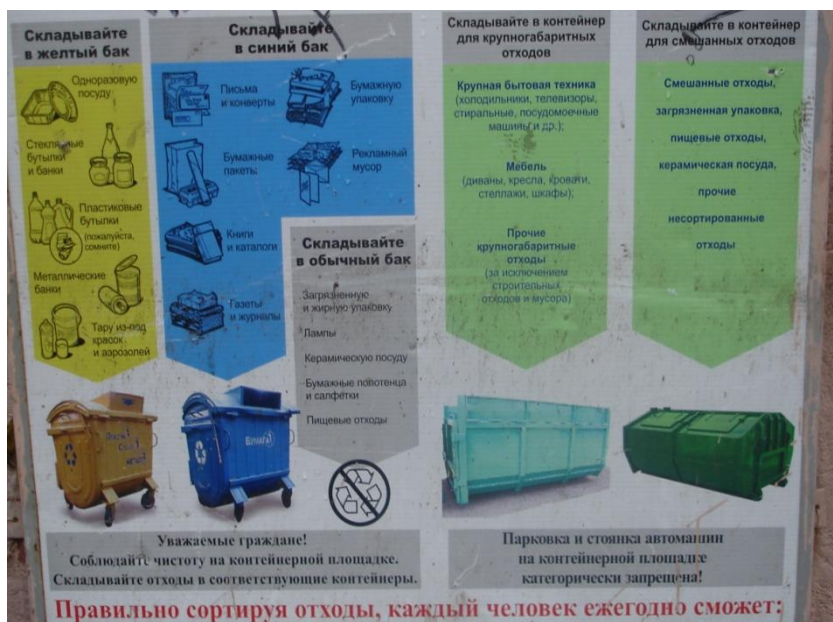 Складывайте
в желтый бак
Одноразовую
посуду
Стеклянные
бутылки
и банки
Пластиковые
бутылки
(пожалуйста,
сомните)
Металлические
банки
Тару из-под
красок
и аэрозолей
Складывайте
в синий бак
Письма
и конверты
Бумажную
упаковку
Бумажные
пакеты
Рекламный
мусор
Книги
и каталоги
Газеты
и журналы
Складывайте
в обычный бак
Загрязненную
и жирную упаковку
Лампы
Керамическую посуду
Бумажные полотенца
и салфетки
Пищевые отходы
Складывайте в контейнер
для крупногабаритных
отходов
Крупная бытовая техника
(холодильники, телевизоры,
стиральные, посудомоечные
машины и др.);
Мебель
(диваны, кресла, кровати,
стеллажи, шкафы);
Прочие
крупногабаритные
отходы
(за исключением
строительных
отходов и мусора)
Складывайте в контейнер
для смешанных отходов
Смешанные отходы,
загрязненная упаковка,
пищевые отходы,
керамическая посуда,
прочие
несортированные
отходы
Уважаемые граждане!
Соблюдайте чистоту на контейнерной площадке.
Складывайте отходы в соответствующие контейнеры.
Парковка и стоянка автомашин
на контейнерной площадке
категорически запрещена!
Правильно сортируя отходы, каждый человек ежегодно сможет: